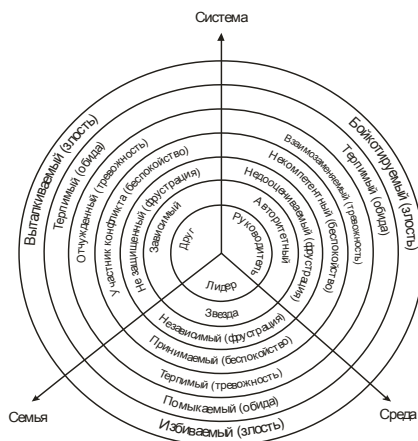 Система
Выталкиваемый (злость)
Терпимый (обида)
Отчужденный (тревожность)
Участник конфликта (беспокойство)
Незащищенный (фрустрация)
Зависимый
Друг
Бойкотируемый (злость)
Терпимый (обида)
Взаимозаменяемый (тревожность)
Некомпетентный (беспокойство)
Недооцениваемый (фрустрация)
Авторитетный
Руководитель
Лидер
Звезда
Независимый (фрустрация)
Принимаемый (беспокойство)
Терпимый (тревожность)
Помыкаемый (обида)
Избиваемый (злость)
Семья
Среда